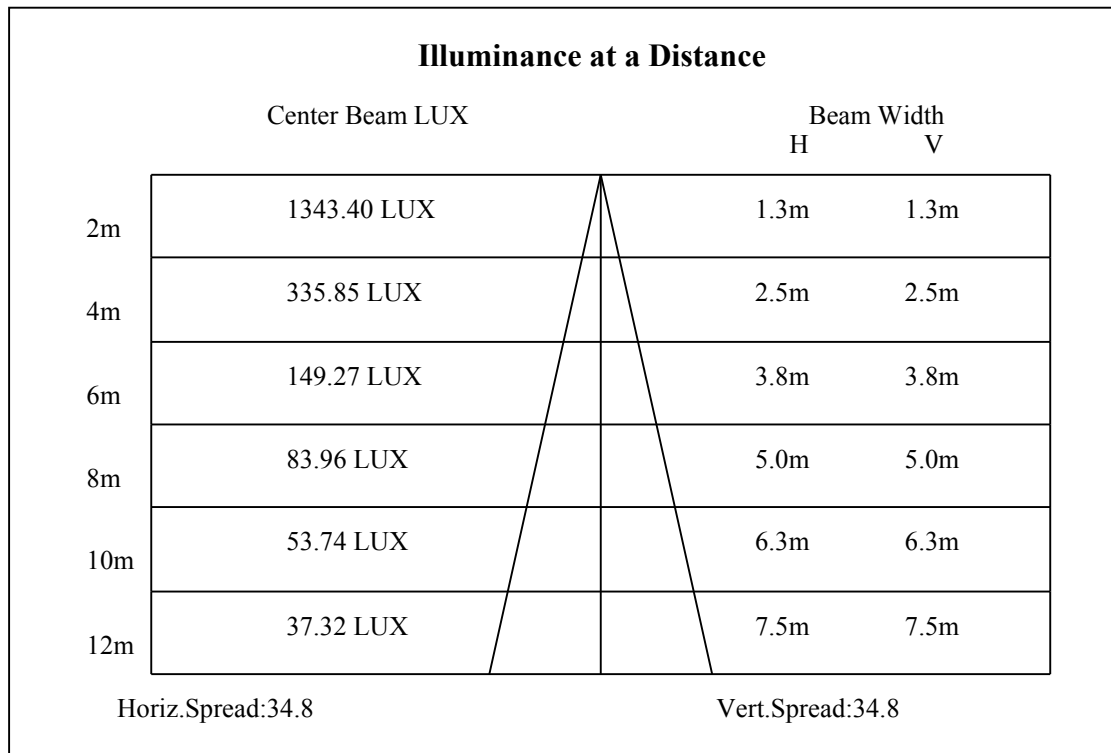 Illuminance at a Distance
Center Beam LUX Beam Width
H V
2m 1343.40 LUX 1.3m 1.3m
4m 335.85 LUX 2.5m 2.5m
6m 149.27 LUX 3.8m 3.8m
8m 83.96 LUX 5.0m 5.0m
10m 53.74 LUX 6.3m 6.3m
12m 37.32 LUX 7.5m 7.5m
Horiz.Spread:34.8 Vert.Spread:34.8